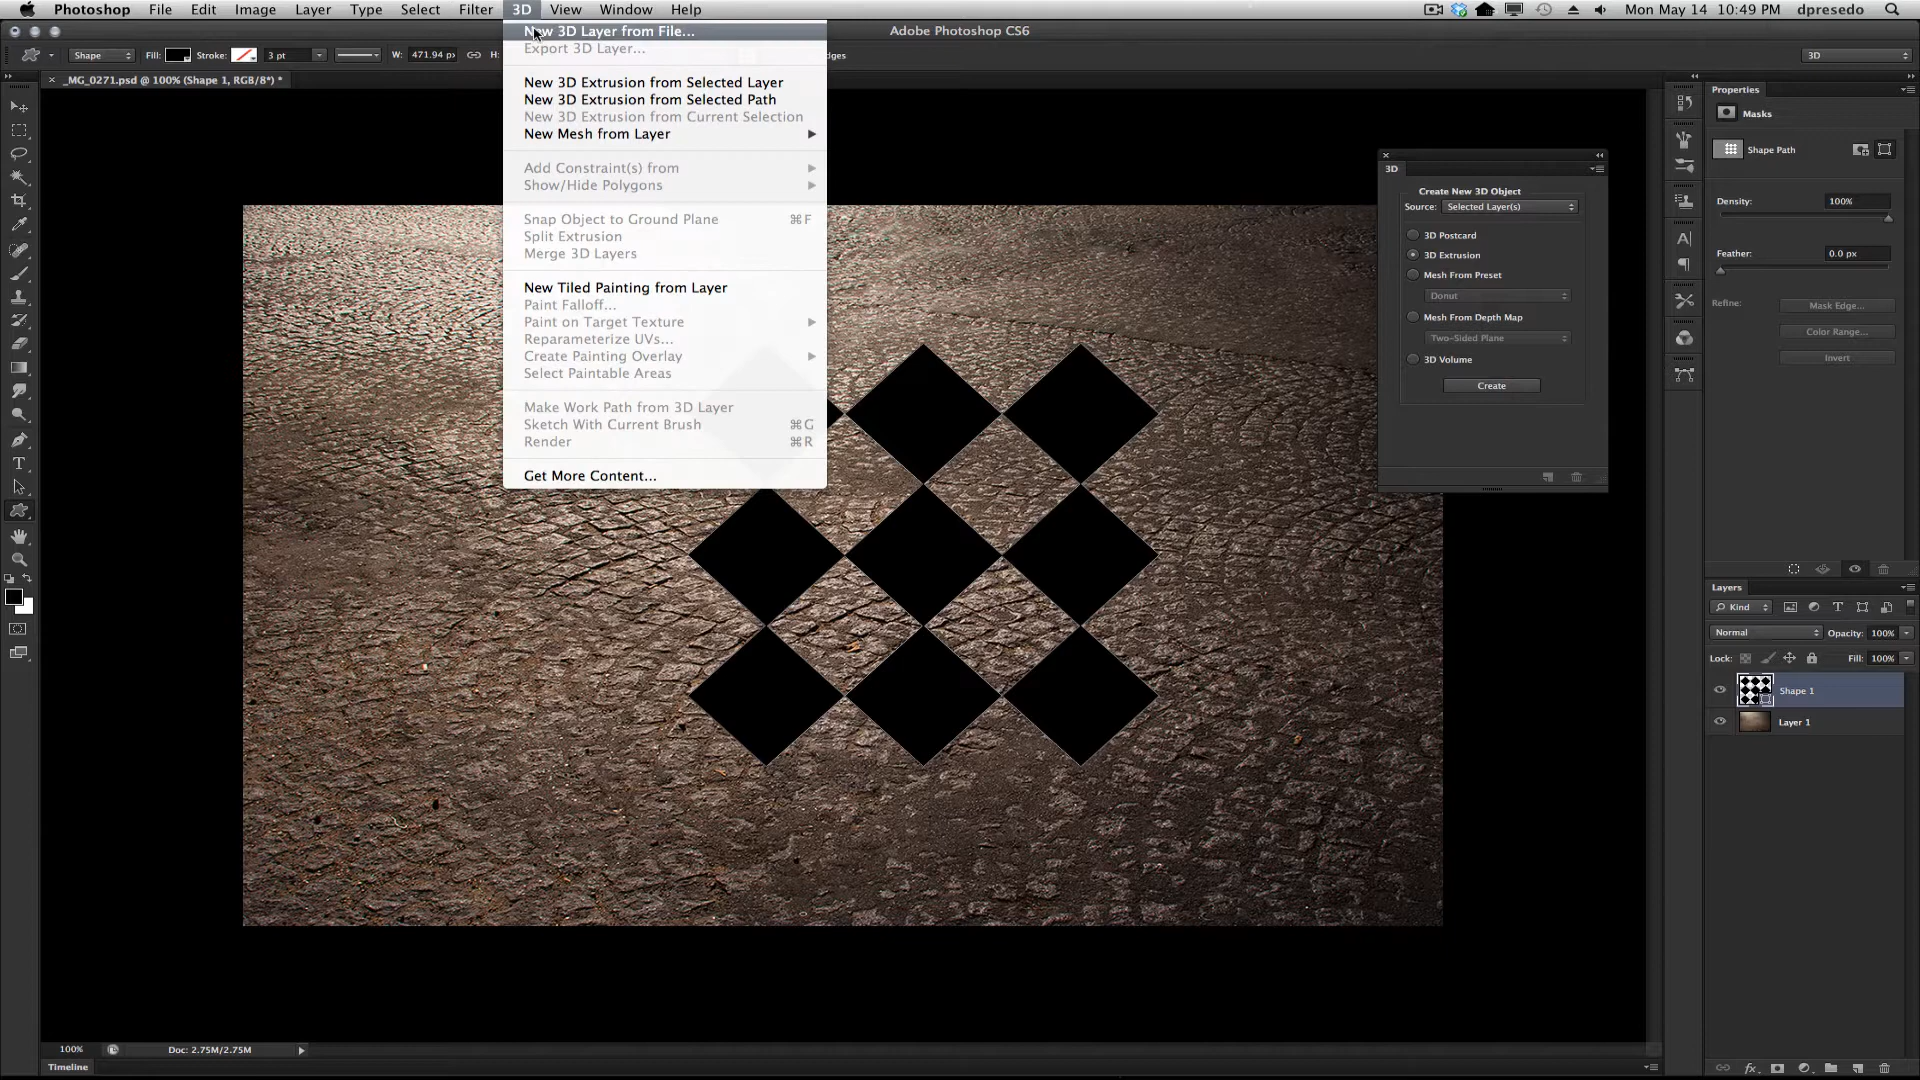 Photoshop File Edit Image Layer Type Select Filter 3D View Window Help Mon May 14 10:49 PM dpresedo
Adobe Photoshop CS6
Shape Fill: Stroke: 3 pt W: 471.94 px H: 3D
× _MG_0271.psd @ 100% (Shape 1, RGB/8*) *
New 3D Layer from File...
Export 3D Layer...
New 3D Extrusion from Selected Layer
New 3D Extrusion from Selected Path
New 3D Extrusion from Current Selection
New Mesh from Layer
Add Constraint(s) from
Show/Hide Polygons
Snap Object to Ground Plane ⌘F
Split Extrusion
Merge 3D Layers
New Tiled Painting from Layer
Paint Falloff...
Paint on Target Texture
Reparameterize UVs...
Create Painting Overlay
Select Paintable Areas
Make Work Path from 3D Layer
Sketch With Current Brush ⌘G
Render ⌘R
Get More Content...
3D
Create New 3D Object
Source: Selected Layer(s)
3D Postcard
3D Extrusion
Mesh From Preset
Donut
Mesh From Depth Map
Two-Sided Plane
3D Volume
Create
Properties
Masks
Shape Path
Density: 100%
Feather: 0.0 px
Refine: Mask Edge...
Color Range...
Invert
Layers
Kind
Normal Opacity: 100%
Lock: Fill: 100%
Shape 1
Layer 1
100% Doc: 2.75M/2.75M
Timeline